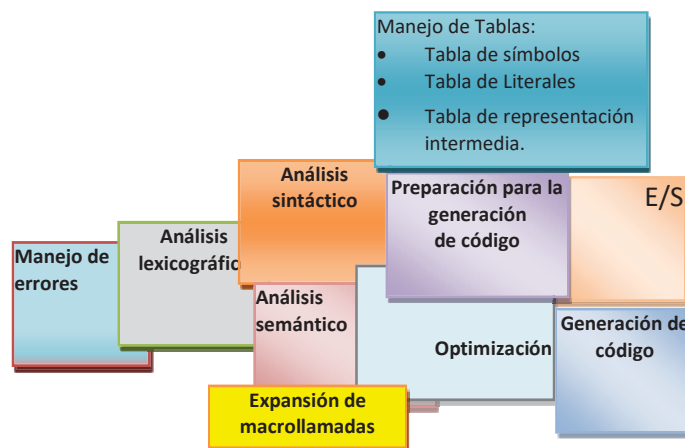 Manejo de Tablas:
• Tabla de símbolos
• Tabla de Literales
• Tabla de representación
intermedia.
Análisis
sintáctico
Preparación para la
generación
de código
E/S
Análisis
lexicográfic
Manejo de
errores
Análisis
semántico
Optimización
Generación de
código
Expansión de
macrollamadas